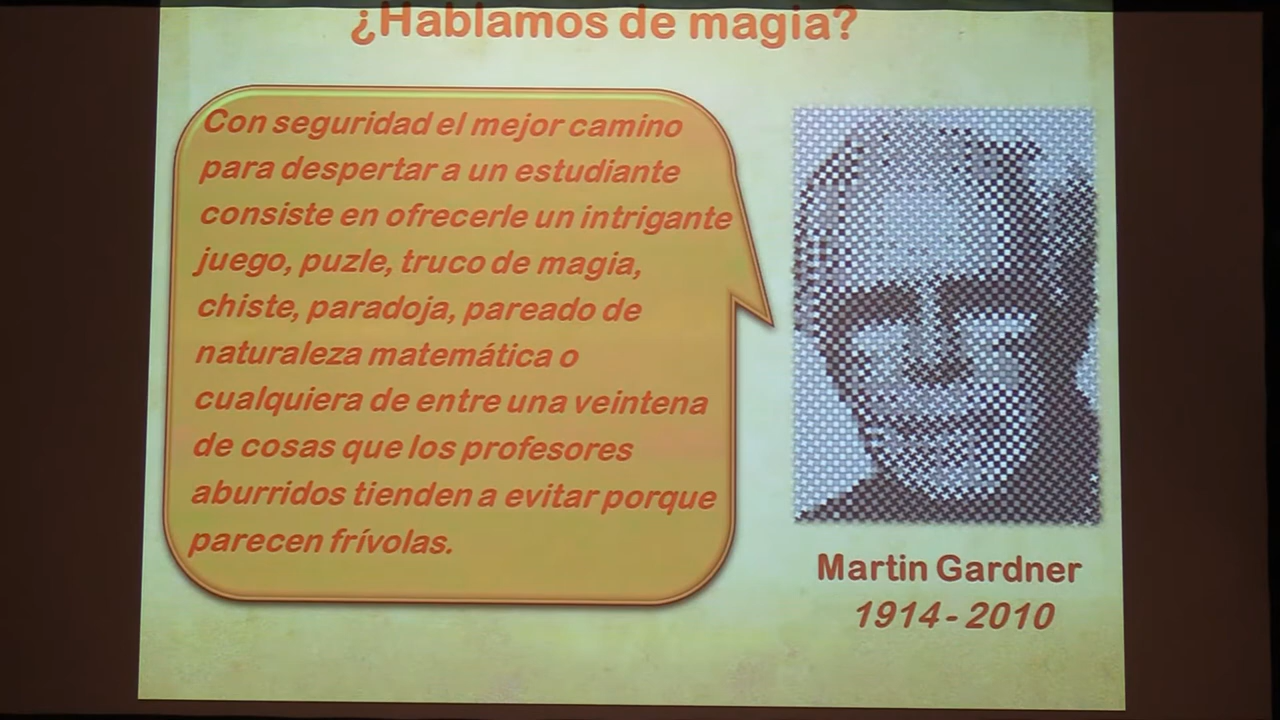 ¿Hablamos de magia?
Con seguridad el mejor camino
para despertar a un estudiante
consiste en ofrecerle un intrigante
juego, puzle, truco de magia,
chiste, paradoja, pareado de
naturaleza matemática o
cualquiera de entre una veintena
de cosas que los profesores
aburridos tienden a evitar porque
parecen frívolas.
Martin Gardner
1914 - 2010